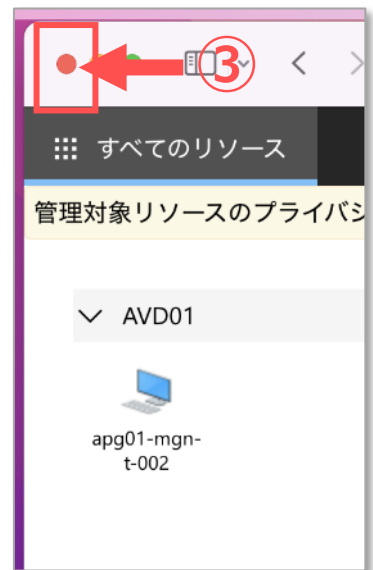 ③
すべてのリソース
管理対象リソースのプライバシ
AVD01
apg01-mgn-
t-002